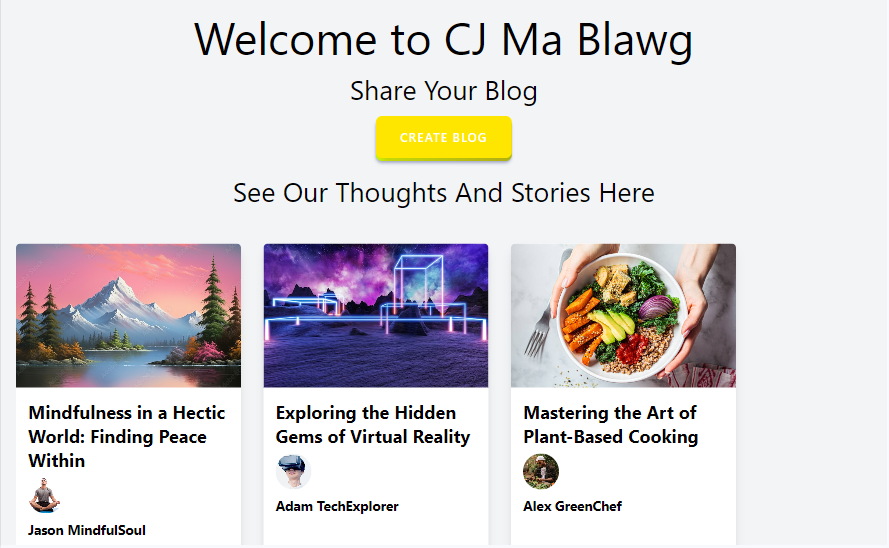 Welcome to CJ Ma Blawg
Share Your Blog
CREATE BLOG
See Our Thoughts And Stories Here
Mindfulness in a Hectic
World: Finding Peace
Within
Jason MindfulSoul
Exploring the Hidden
Gems of Virtual Reality
Adam TechExplorer
Mastering the Art of
Plant-Based Cooking
Alex GreenChef